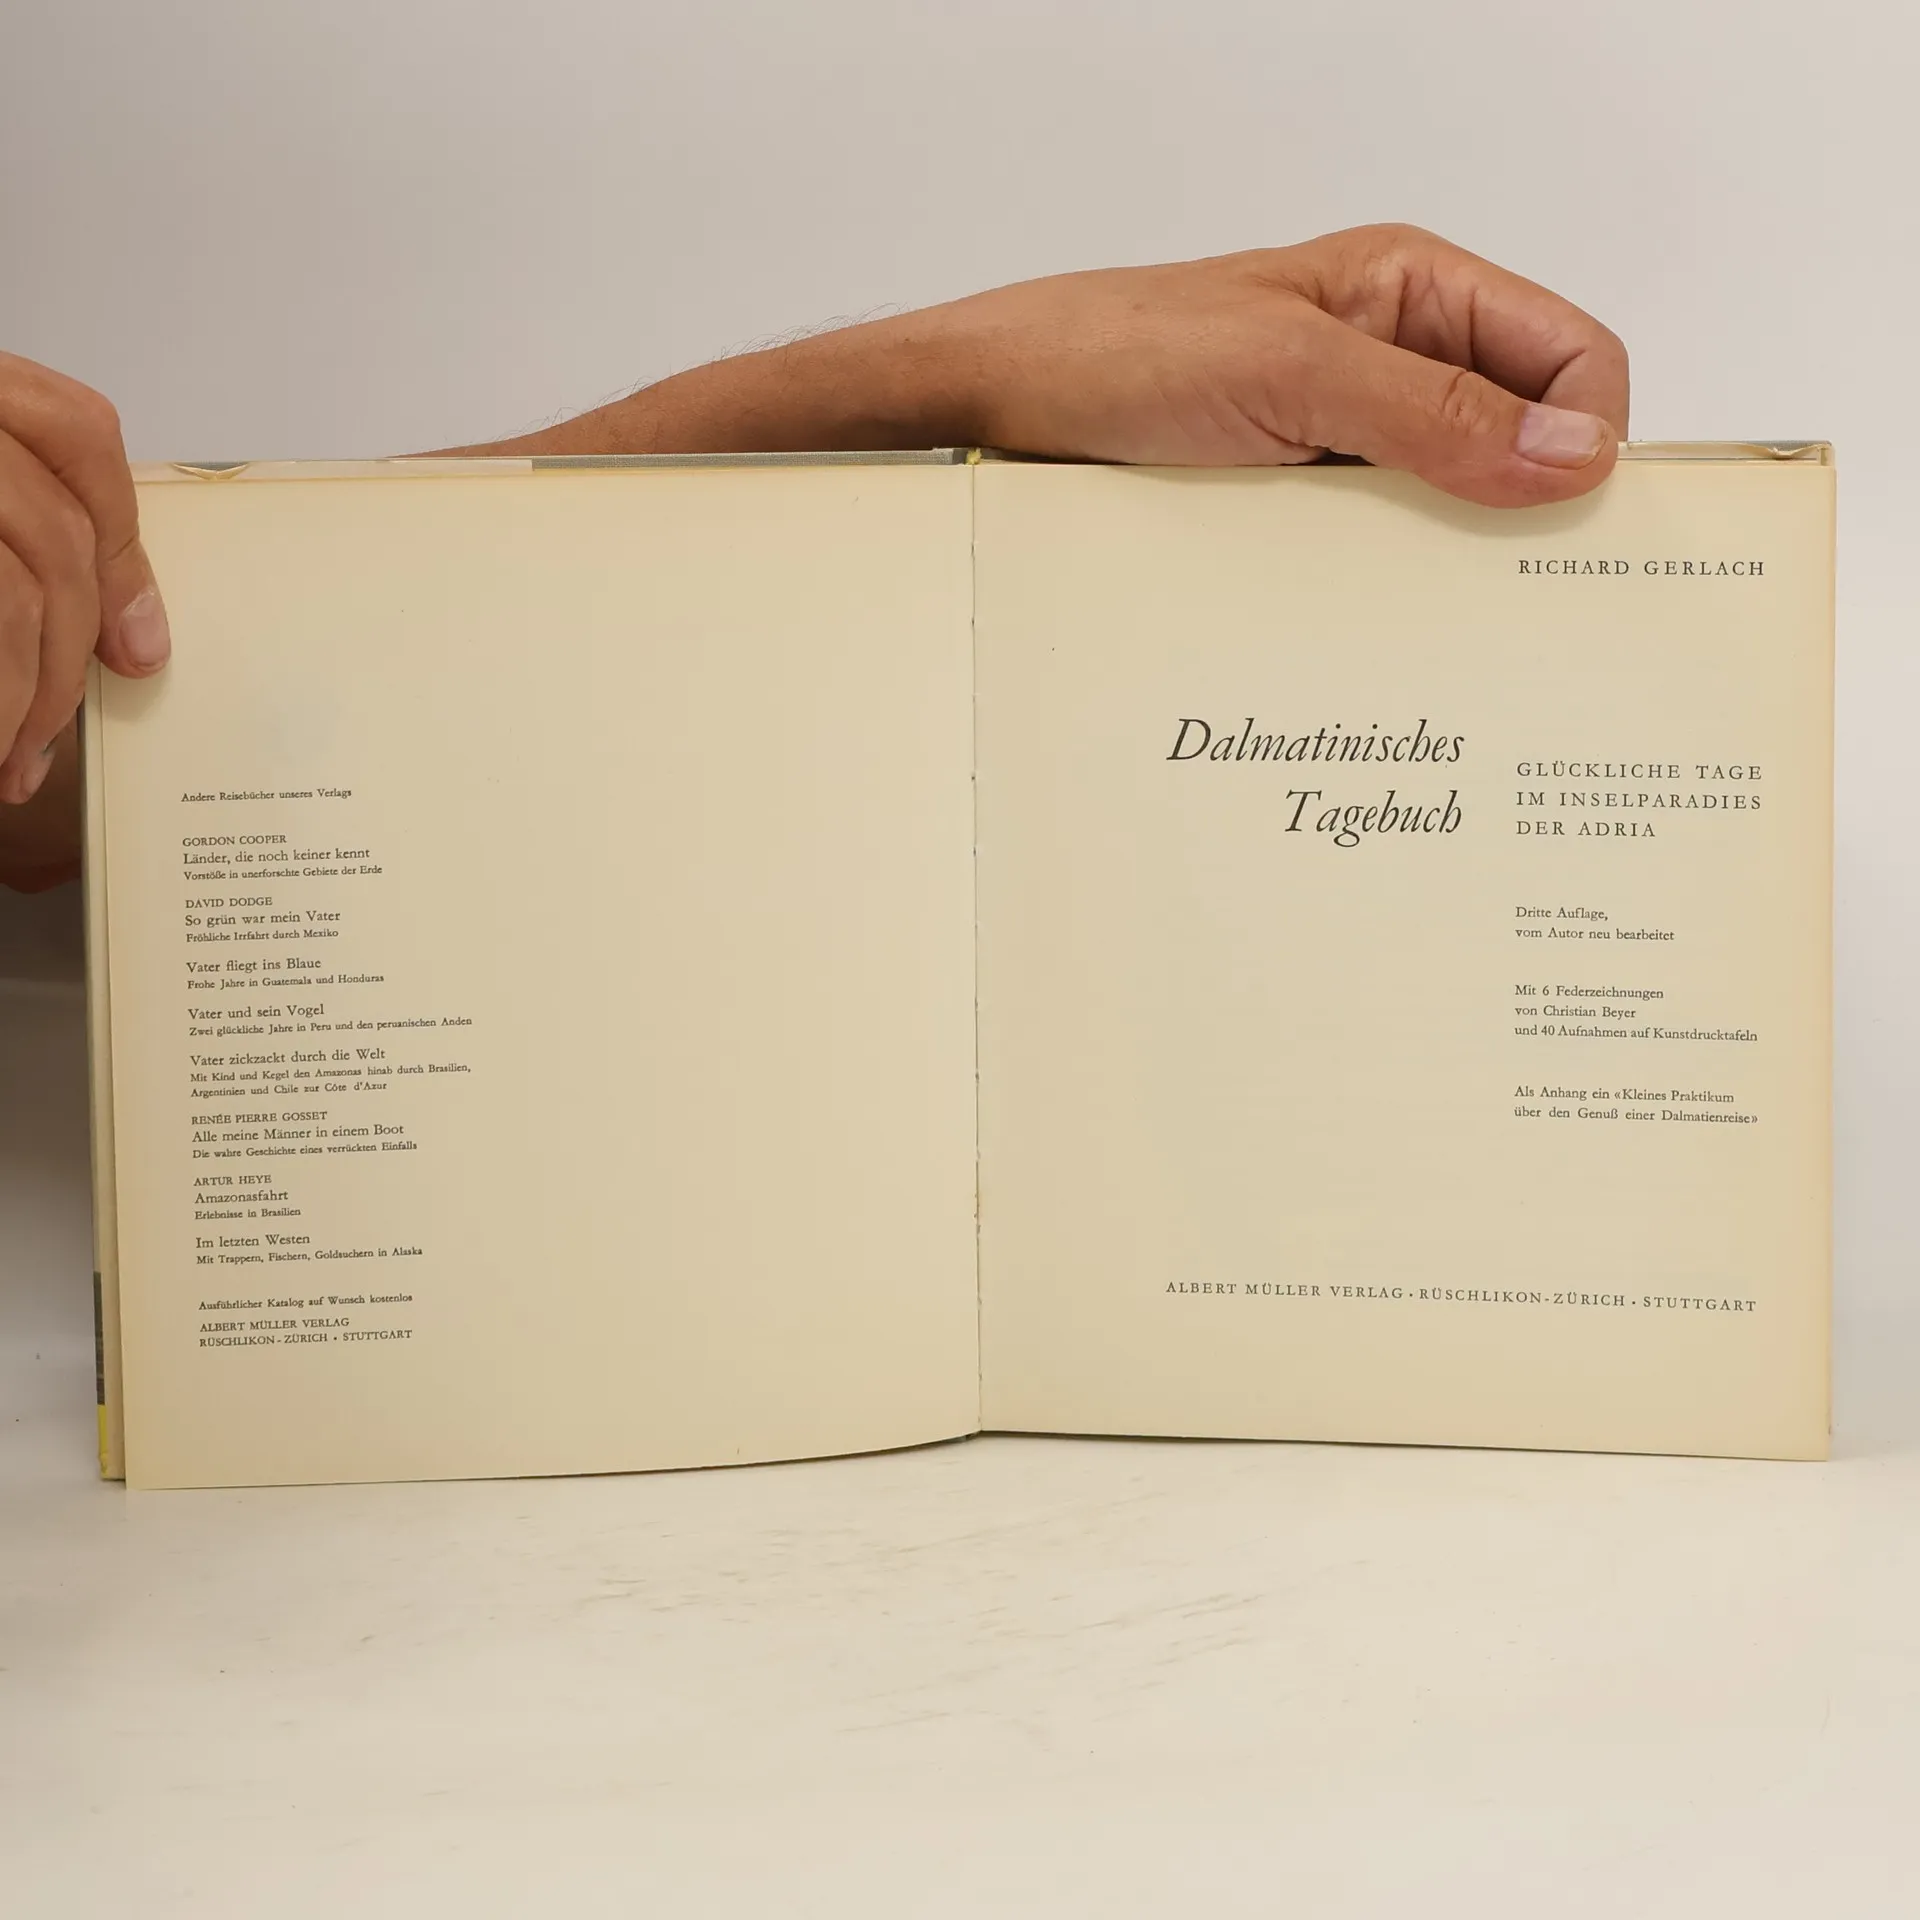 Andere Reisebücher unseres Verlags
GORDON COOPER
Länder, die noch keiner kennt
Vorstöße in unerforschte Gebiete der Erde
DAVID DODGE
So grün war mein Vater
Fröhliche Irrfahrt durch Mexiko
Vater fliegt ins Blaue
Frohe Jahre in Guatemala und Honduras
Vater und sein Vogel
Zwei glückliche Jahre in Peru und den peruanischen Anden
Vater zickzackt durch die Welt
Mit Kind und Kegel den Amazonas hinab durch Brasilien,
Argentinien und Chile zur Côte d'Azur
RENÉE PIERRE GOSSET
Alle meine Männer in einem Boot
Die wahre Geschichte eines verrückten Einfalls
ARTUR HEYE
Amazonasfahrt
Erlebnisse in Brasilien
Im letzten Westen
Mit Trappern, Fischern, Goldsuchern in Alaska
Ausführlicher Katalog auf Wunsch kostenlos
ALBERT MÜLLER VERLAG
RÜSCHLIKON-ZÜRICH • STUTTGART
RICHARD GERLACH
Dalmatinisches
Tagebuch
GLÜCKLICHE TAGE
IM INSELPARADIES
DER ADRIA
Dritte Auflage,
vom Autor neu bearbeitet
Mit 6 Federzeichnungen
von Christian Beyer
und 40 Aufnahmen auf Kunstdrucktafeln
Als Anhang ein «Kleines Praktikum
über den Genuß einer Dalmatienreise»
ALBERT MÜLLER VERLAG • RÜSCHLIKON-ZÜRICH • STUTTGART